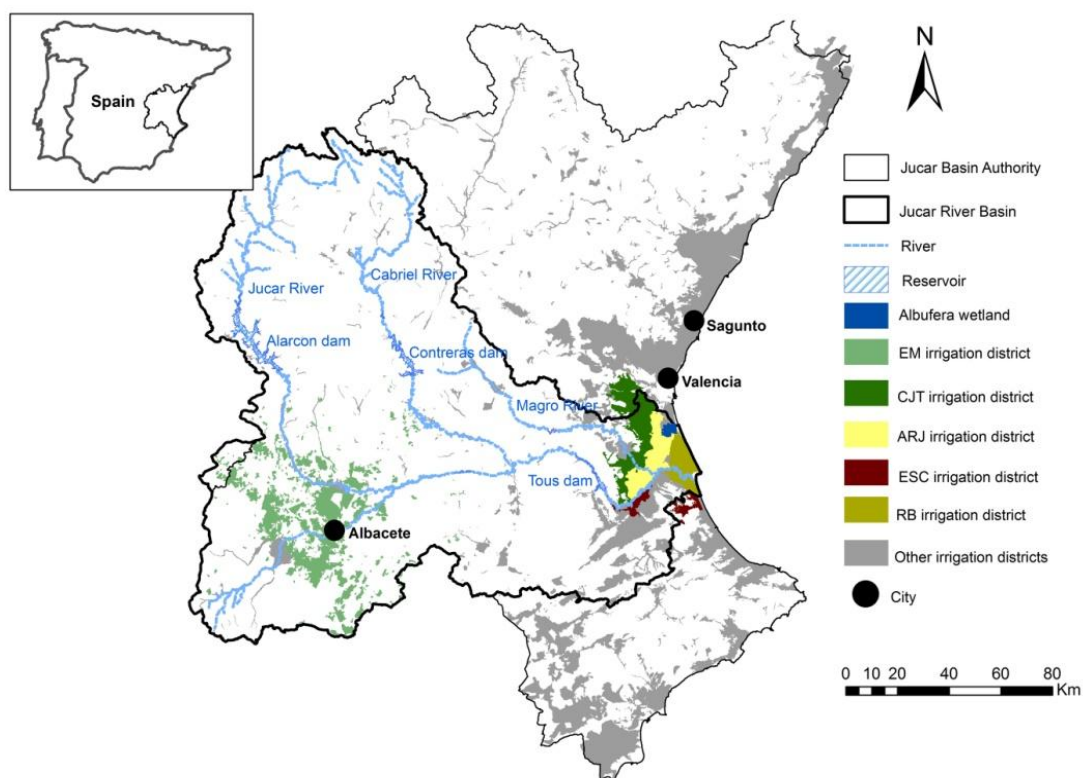 Spain
N
Jucar River
Cabriel River
Alarcon dam
Contreras dam
Magro River
Tous dam
Sagunto
Valencia
Albacete
Jucar Basin Authority
Jucar River Basin
River
Reservoir
Albufera wetland
EM irrigation district
CJT irrigation district
ARJ irrigation district
ESC irrigation district
RB irrigation district
Other irrigation districts
City
0 10 20 40 60 80
Km